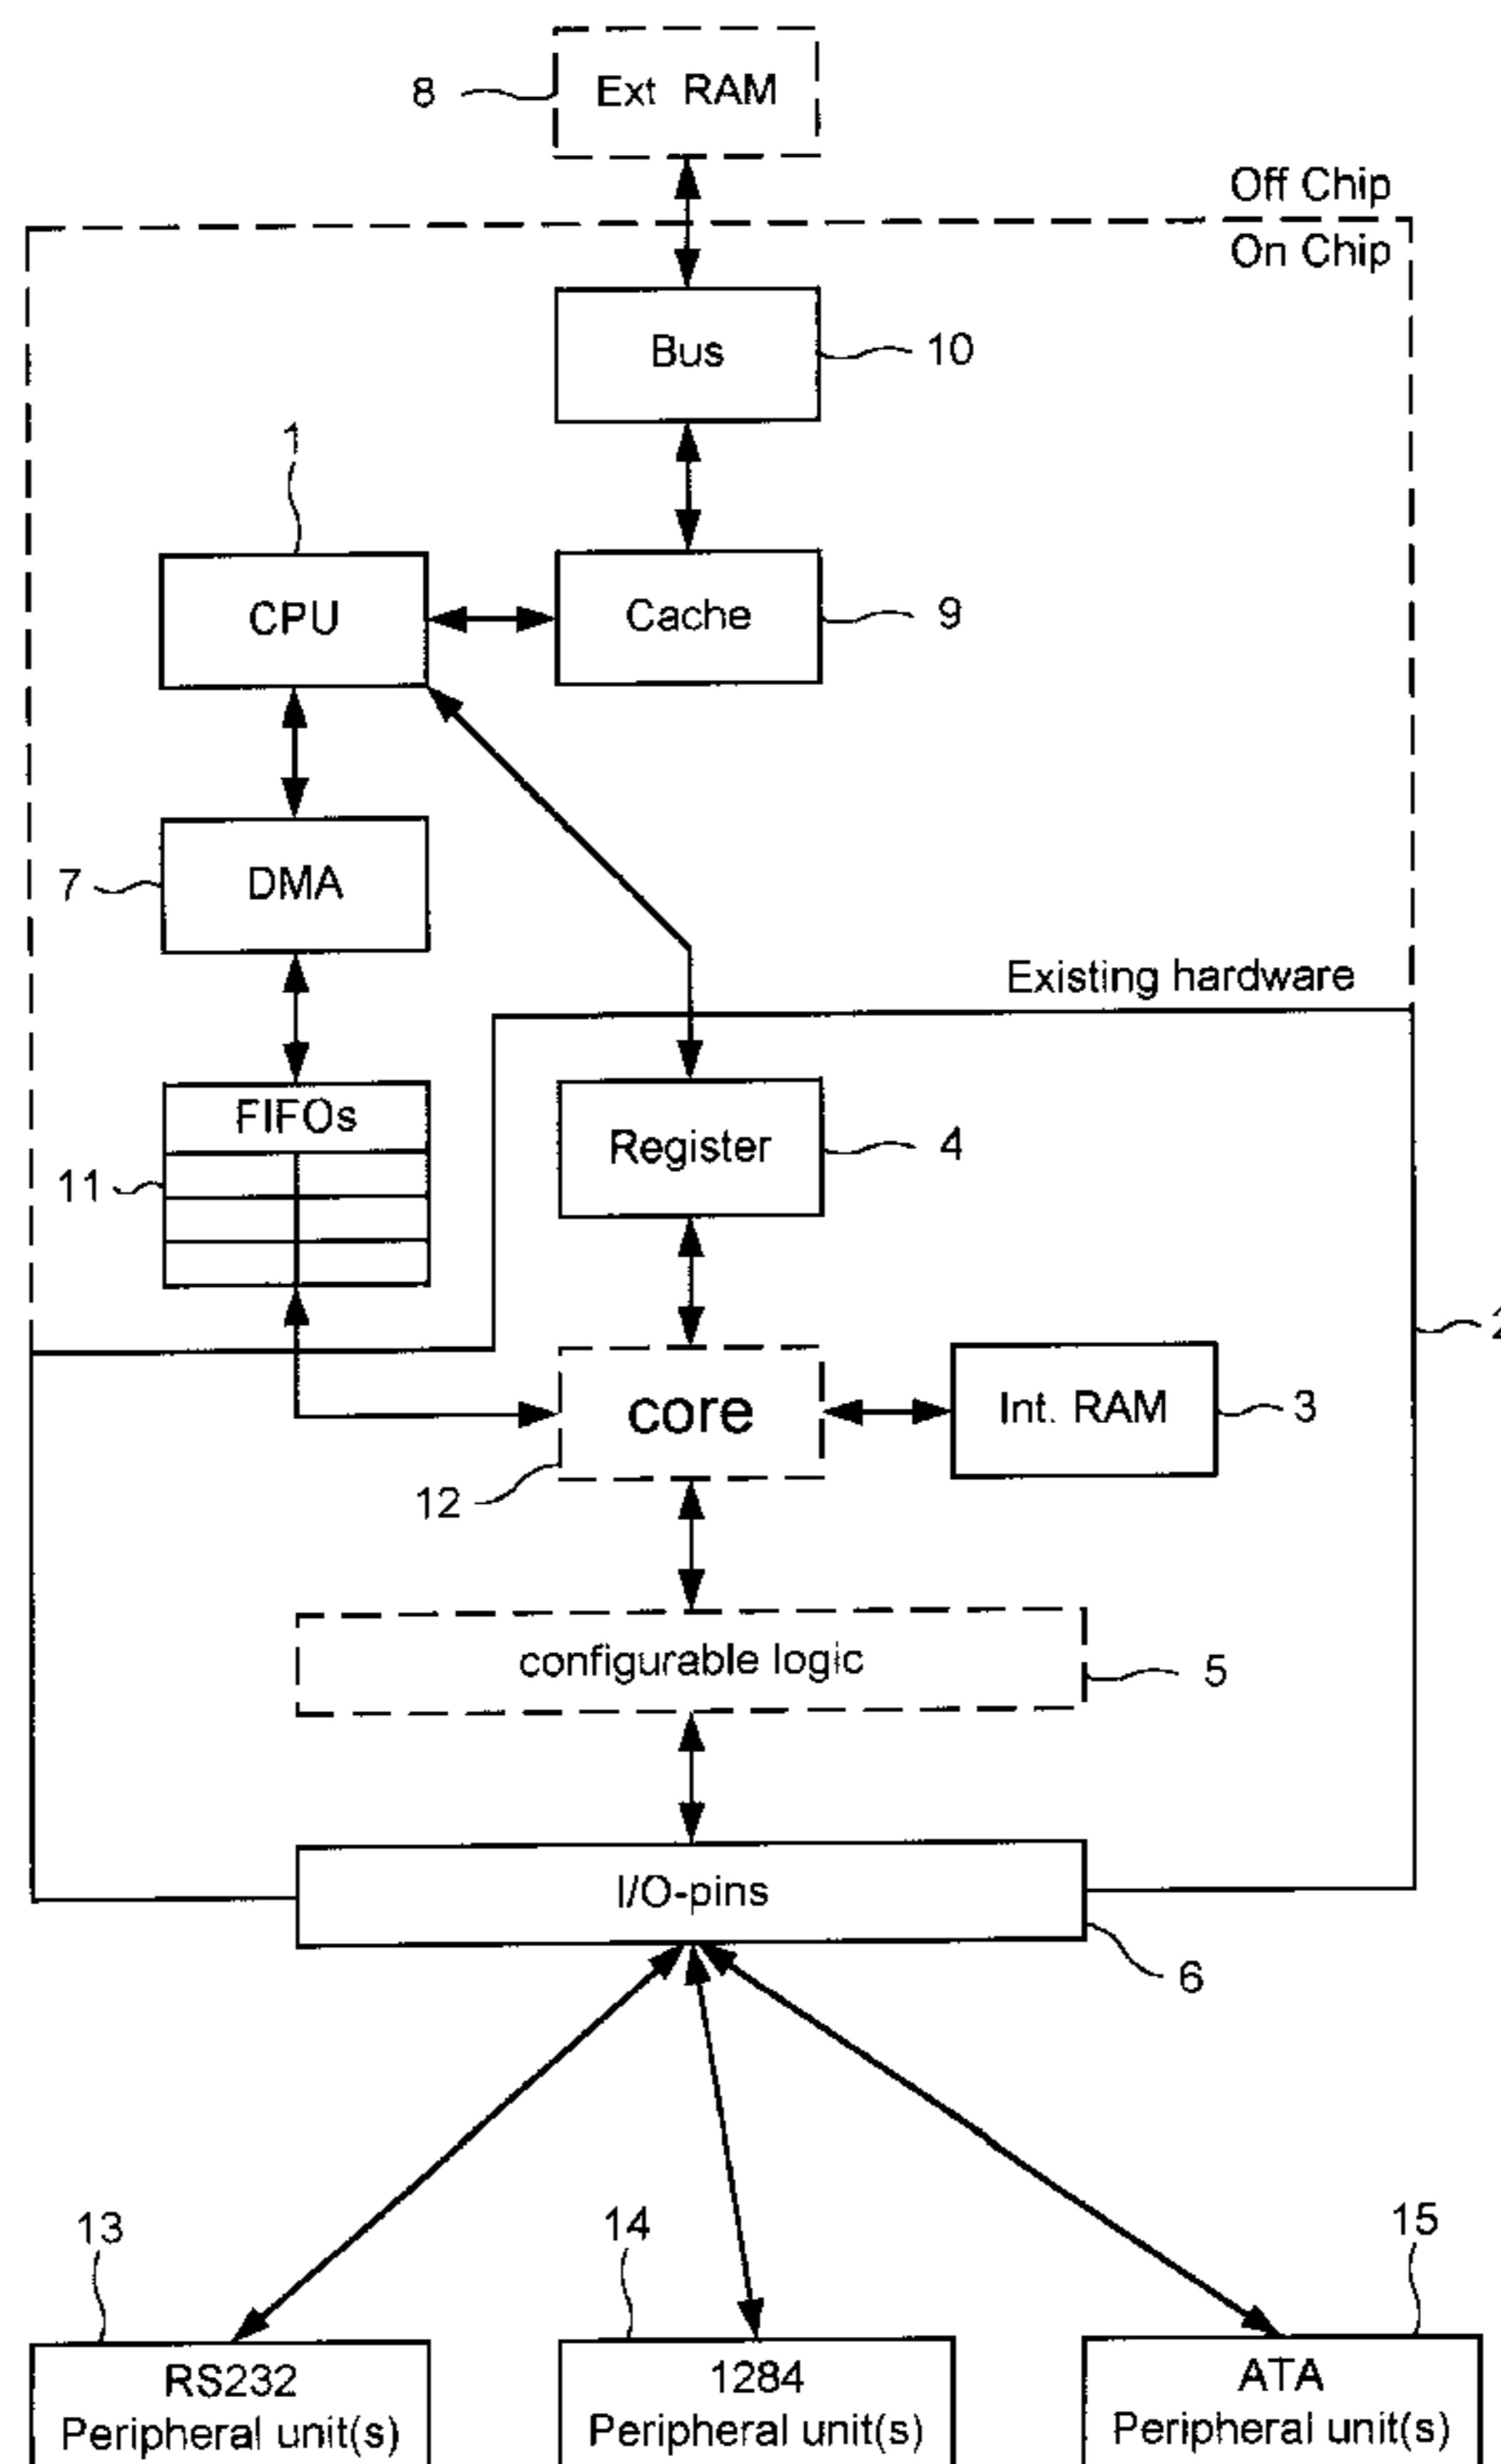 8
Ext RAM
Off Chip
On Chip
Bus
10
1
CPU
Cache
9
7
DMA
Existing hardware
FIFOs
11
Register
4
2
core
Int. RAM
3
12
configurable logic
5
I/O-pins
6
13
14
15
RS232
Peripheral unit(s)
1284
Peripheral unit(s)
ATA
Peripheral unit(s)